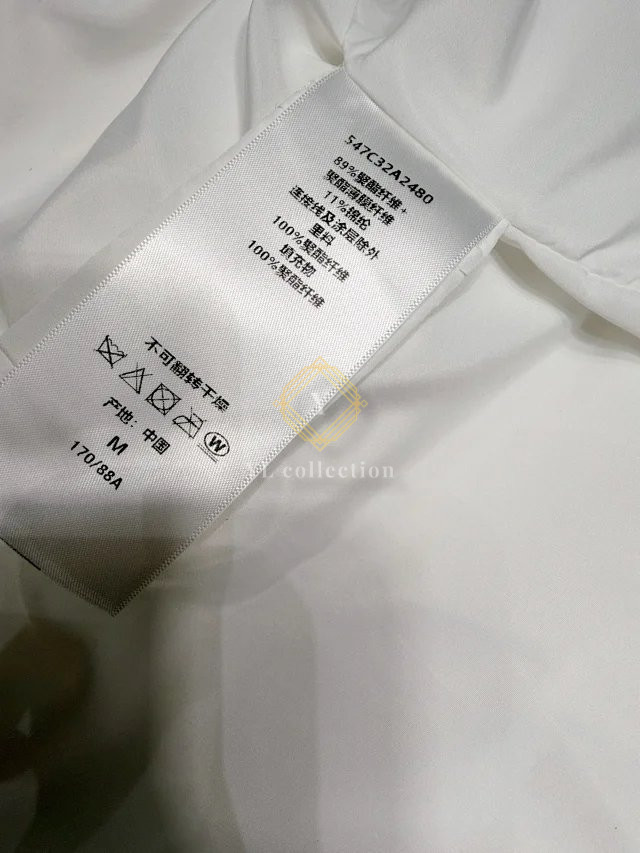 547C32A2480
89%聚酯纤维+
聚酯薄膜纤维
11%锦纶
连接线及涂层除外
里料
100%聚酯纤维
填充物
100%聚酯纤维
不可翻转干燥
W
产地: 中国
M
170/88A
collection